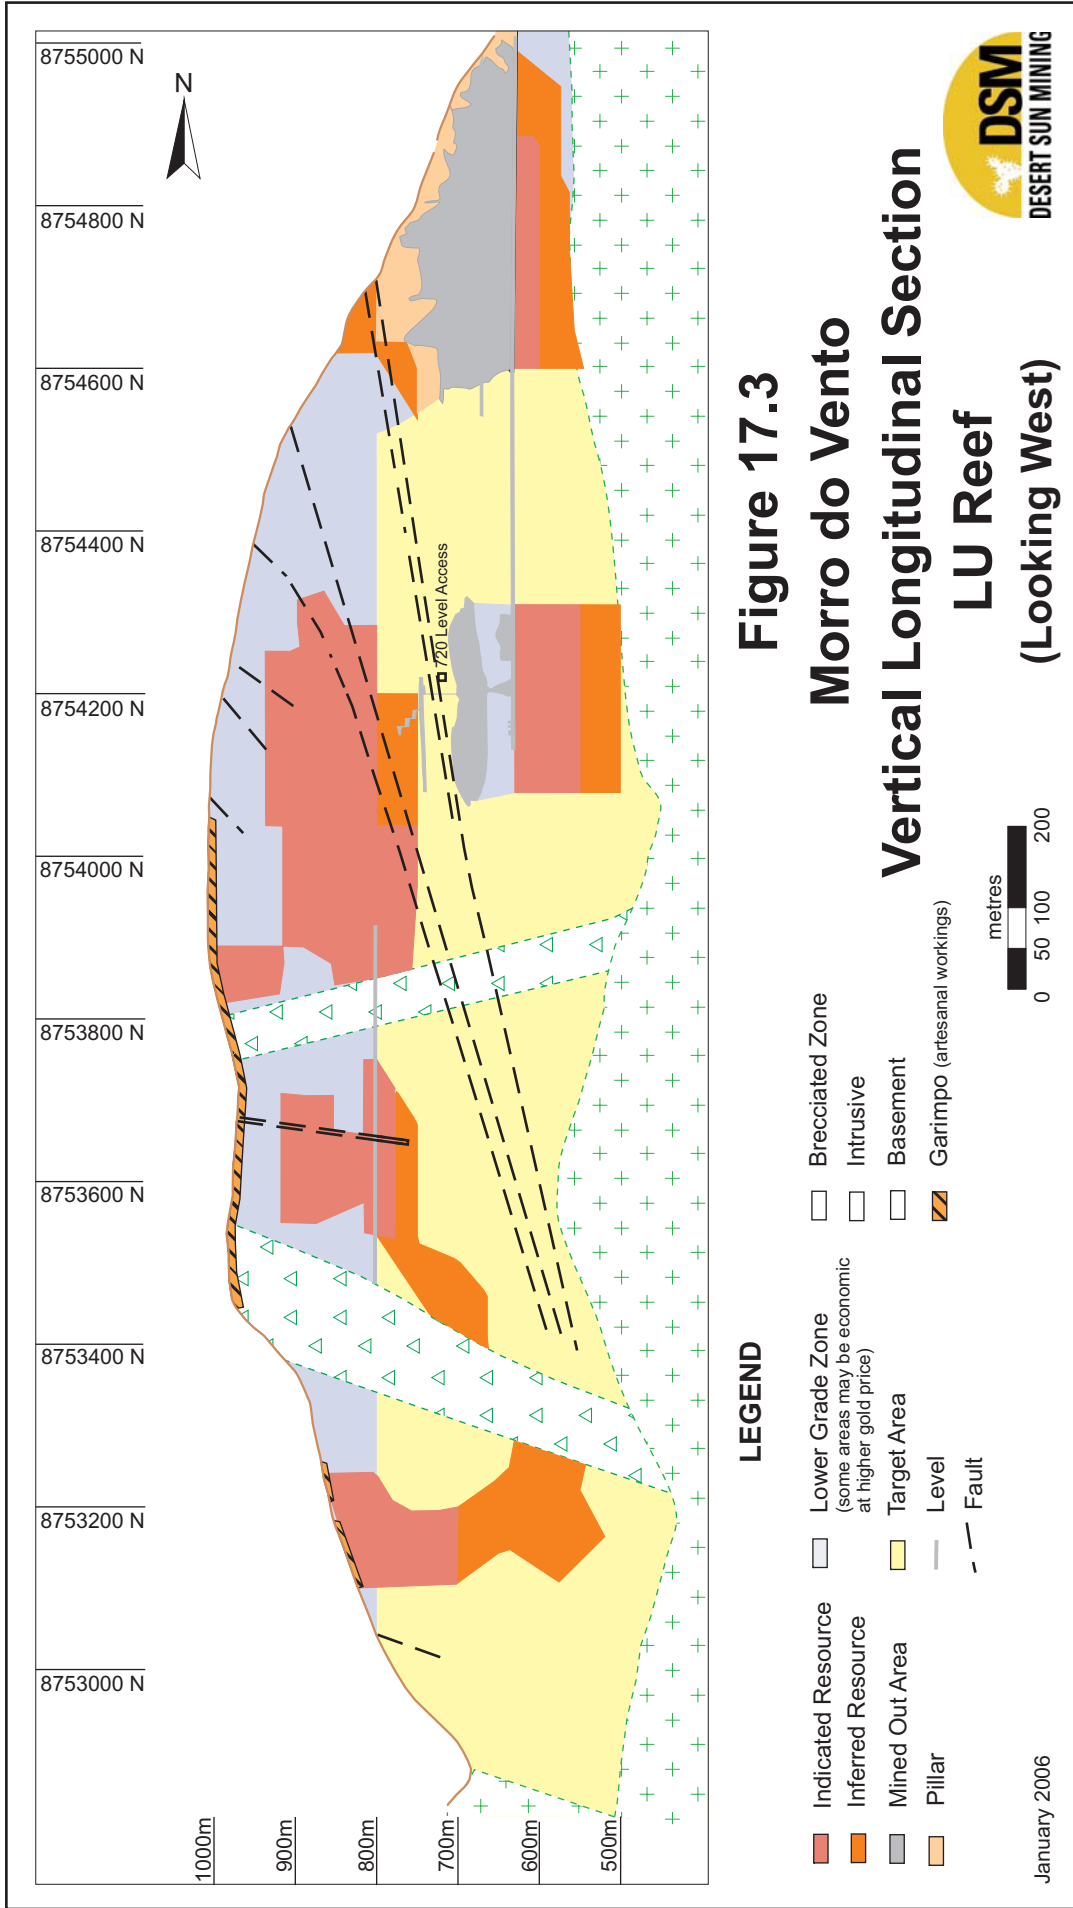 8753000 N
8753200 N
8753400 N
8753600 N
8753800 N
8754000 N
8754200 N
8754400 N
8754600 N
8754800 N
8755000 N
N
1000m
900m
800m
700m
600m
500m
720 Level Access
Figure 17.3
Morro do Vento
Vertical Longitudinal Section
LU Reef
(Looking West)
LEGEND
Indicated Resource
Inferred Resource
Mined Out Area
Pillar
Lower Grade Zone
(some areas may be economic
at higher gold price)
Target Area
Level
Fault
Brecciated Zone
Intrusive
Basement
Garimpo (artesanal workings)
metres
0 50 100 200
DSM
DESERT SUN MINING
January 2006